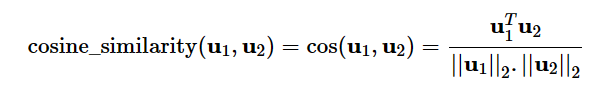 cosine_similarity(u₁, u₂) = cos(u₁, u₂) = u₁ᵀu₂ / ||u₁||₂.||u₂||₂